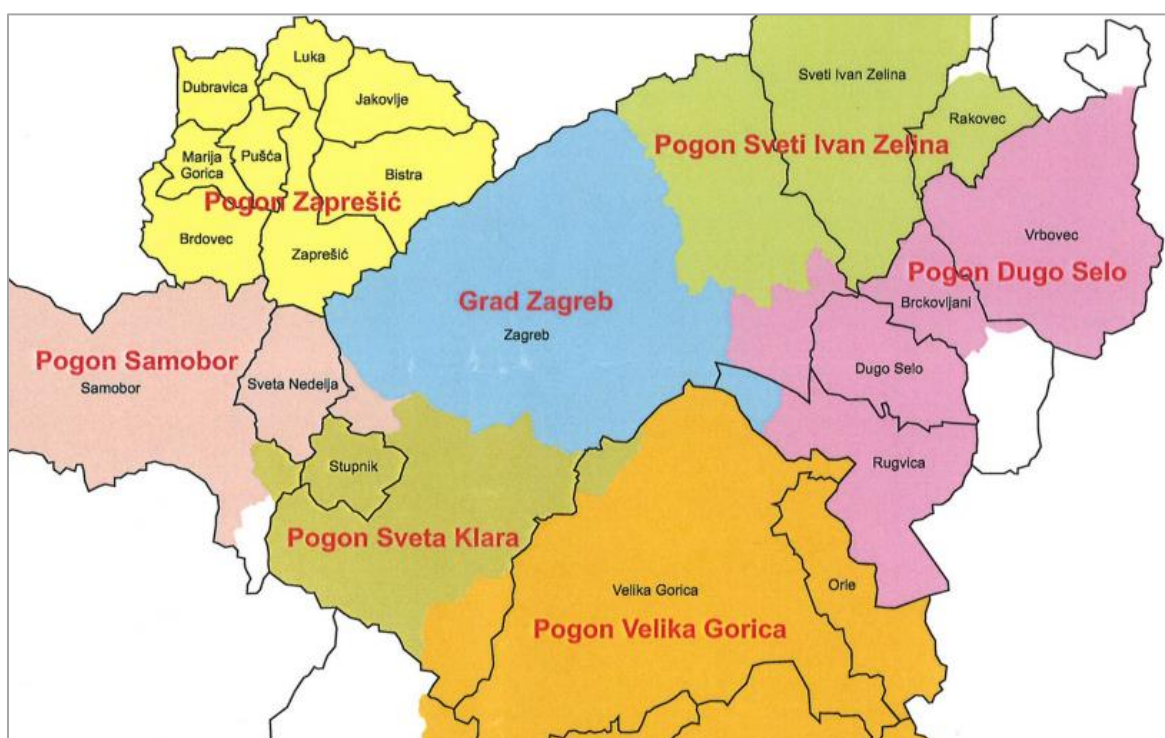 Luka
Sveti Ivan Zelina
Dubravica
Jakovlje
Rakovec
Pogon Sveti Ivan Zelina
Marija
Gorica
Pušća
Bistra
Pogon Zaprešić
Vrbovec
Brdovec
Zaprešić
Pogon Dugo Selo
Grad Zagreb
Brckovljani
Zagreb
Pogon Samobor
Samobor
Sveta Nedelja
Dugo Selo
Stupnik
Rugvica
Pogon Sveta Klara
Velika Gorica
Orle
Pogon Velika Gorica